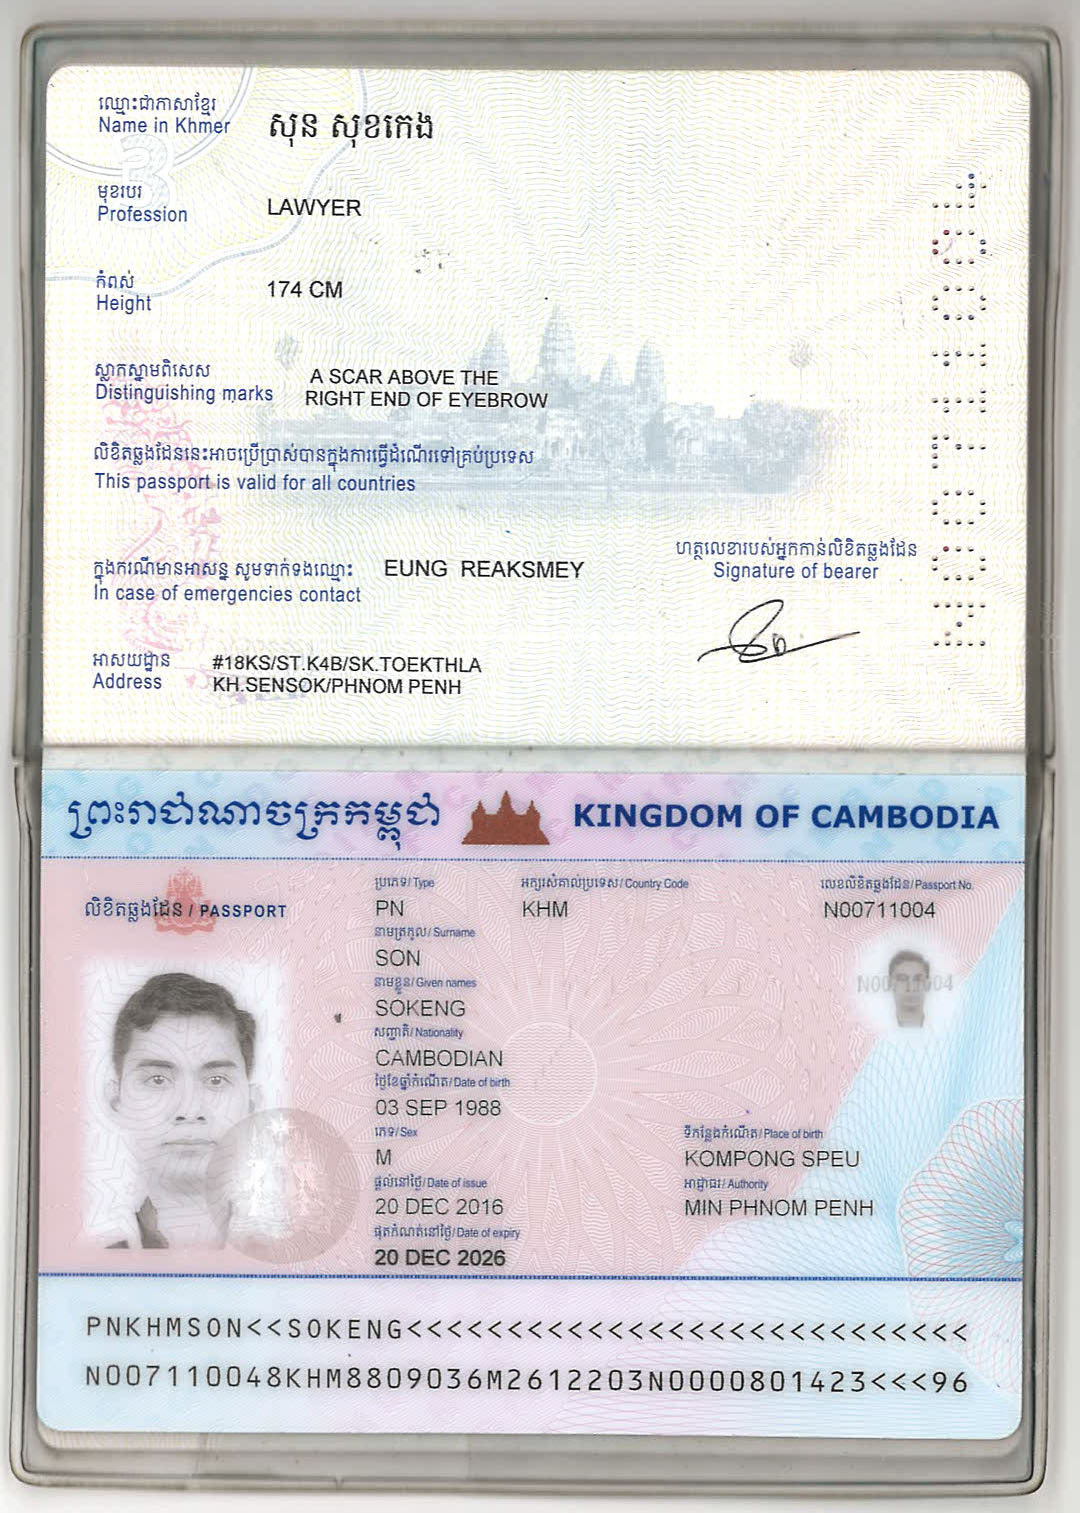 ឈ្មោះជាភាសាខ្មែរ
Name in Khmer
សុន សុខកេង
3
មុខរបរ
Profession
LAWYER
កំពស់
Height
174 CM
ស្លាកស្នាមពិសេស
Distinguishing marks
A SCAR ABOVE THE
RIGHT END OF EYEBROW
លិខិតឆ្លងដែននេះអាចប្រើប្រាស់បានក្នុងការធ្វើដំណើរទៅគ្រប់ប្រទេស
This passport is valid for all countries
ក្នុងករណីមានអាសន្ន សូមទាក់ទងឈ្មោះ
In case of emergencies contact
EUNG REAKSMEY
ហត្ថលេខារបស់អ្នកកាន់លិខិតឆ្លងដែន
Signature of bearer
អាសយដ្ឋាន
Address
#18KS/ST.K4B/SK.TOEKTHLA
KH.SENSOK/PHNOM PENH
N00711004
ព្រះរាជាណាចក្រកម្ពុជា
KINGDOM OF CAMBODIA
លិខិតឆ្លងដែន / PASSPORT
ប្រភេទ/ Type
PN
អក្សរសំគាល់ប្រទេស/ Country Code
KHM
លេខលិខិតឆ្លងដែន/ Passport No.
N00711004
នាមត្រកូល/ Surname
SON
នាមខ្លួន/ Given names
SOKENG
N00711004
សញ្ជាតិ/ Nationality
CAMBODIAN
ថ្ងៃខែឆ្នាំកំណើត/ Date of birth
03 SEP 1988
ភេទ/ Sex
M
ទីកន្លែងកំណើត/ Place of birth
KOMPONG SPEU
ផ្តល់នៅថ្ងៃ/ Date of issue
20 DEC 2016
អាជ្ញាធរ/ Authority
MIN PHNOM PENH
ផុតកំណត់នៅថ្ងៃ/ Date of expiry
20 DEC 2026
PNKHMSON<<SOKENG<<<<<<<<<<<<<<<<<<<<<<<<<<<<
N007110048KHM8809036M2612203N0000801423<<<96